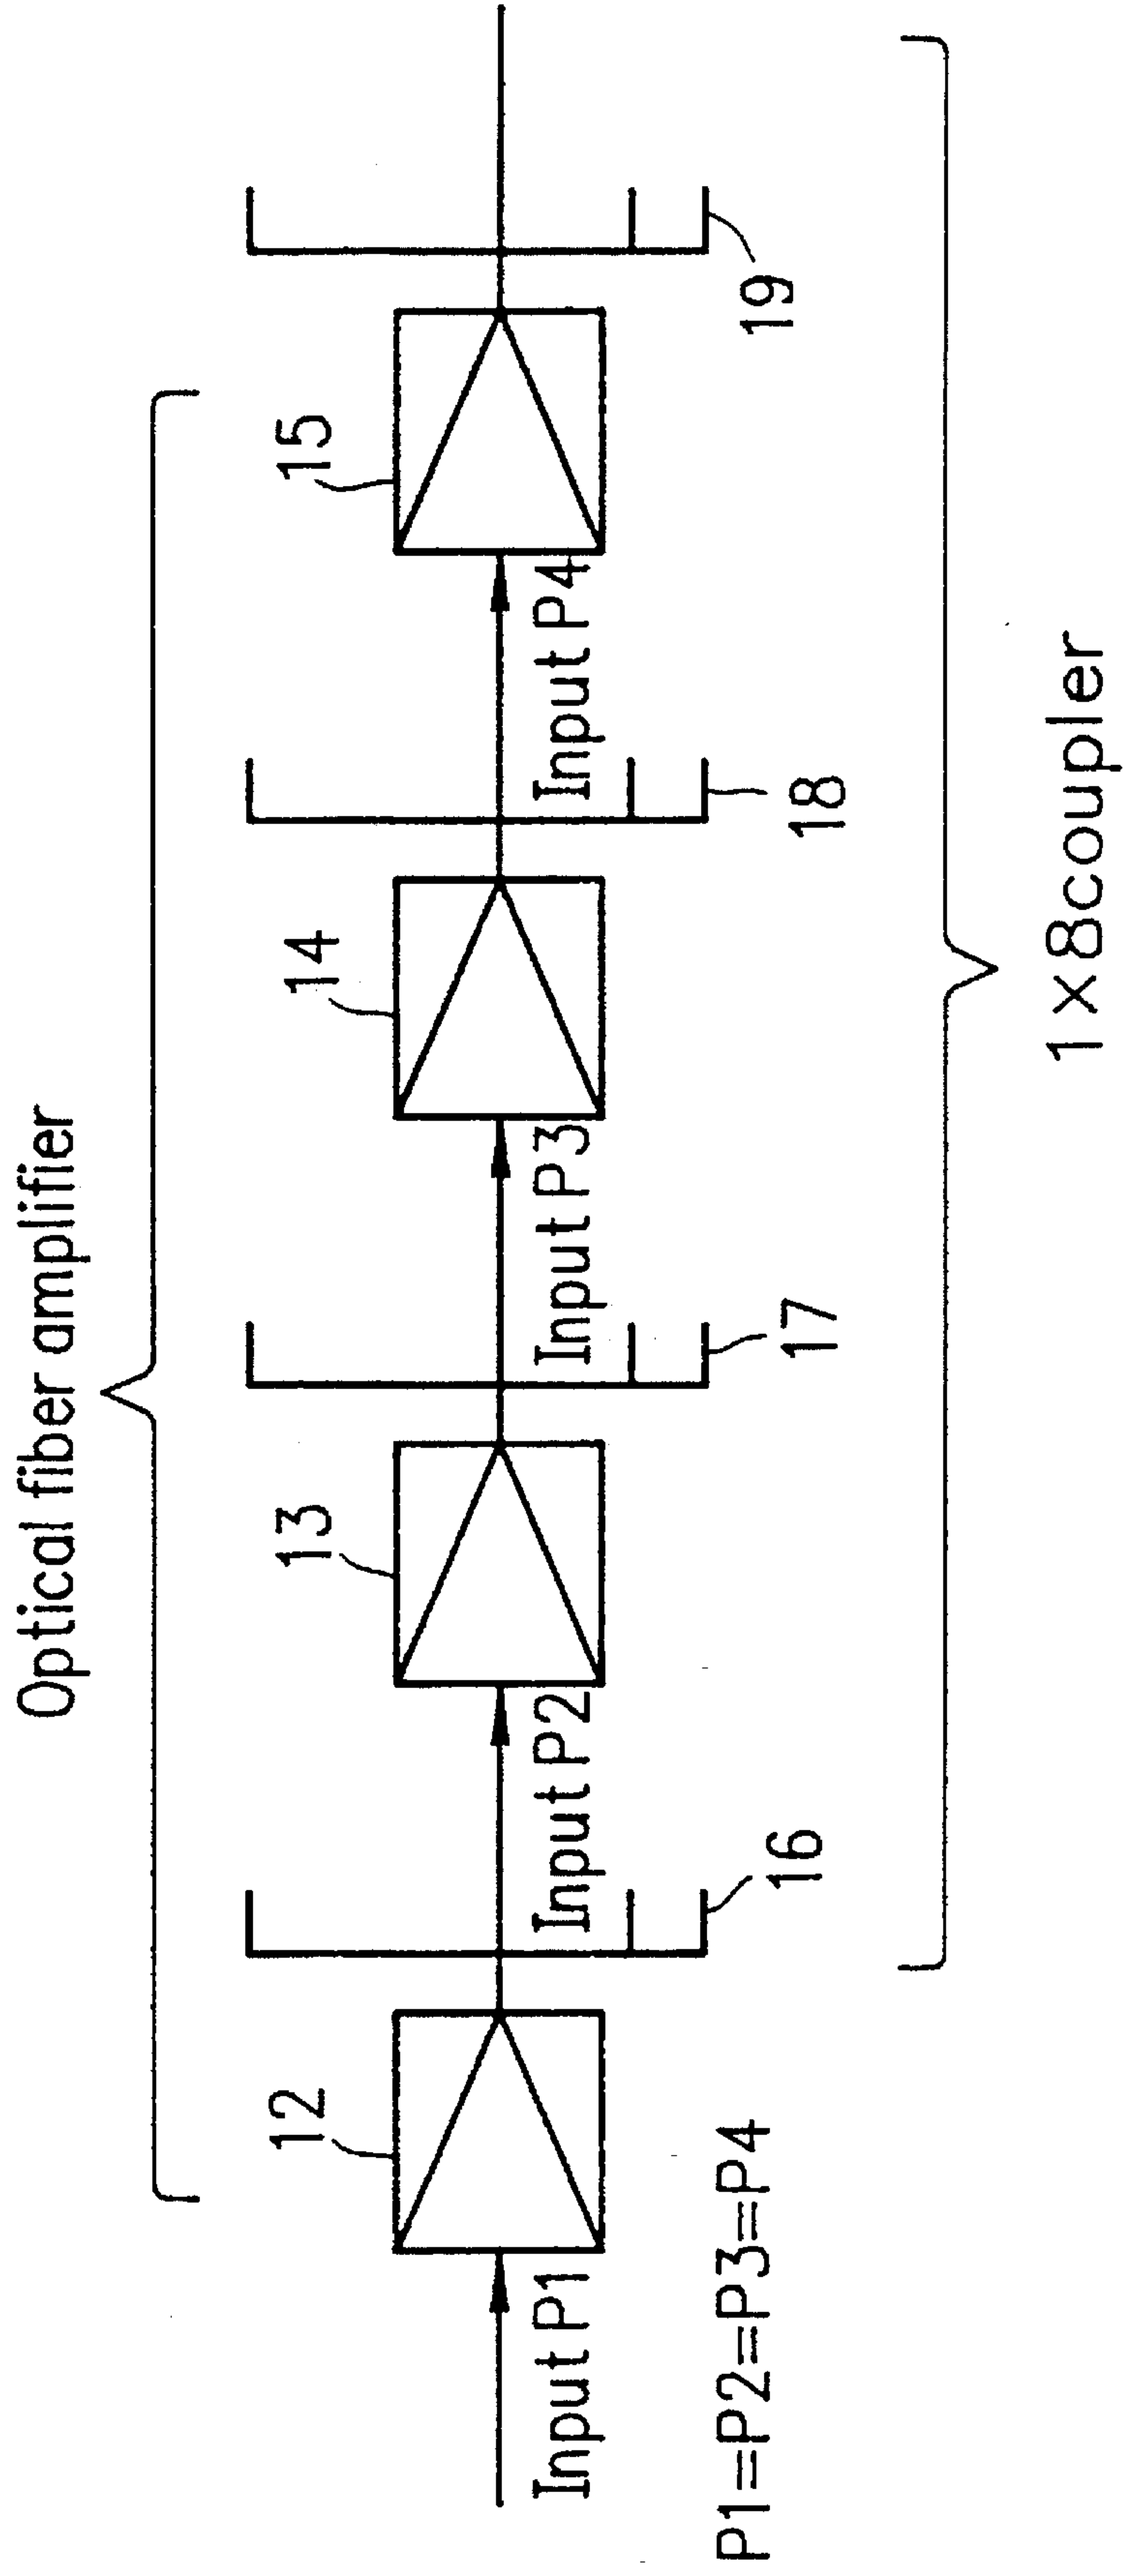 Optical fiber amplifier
12
13
14
15
Input P1
Input P2
Input P3
Input P4
16
17
18
19
P1=P2=P3=P4
1×8coupler